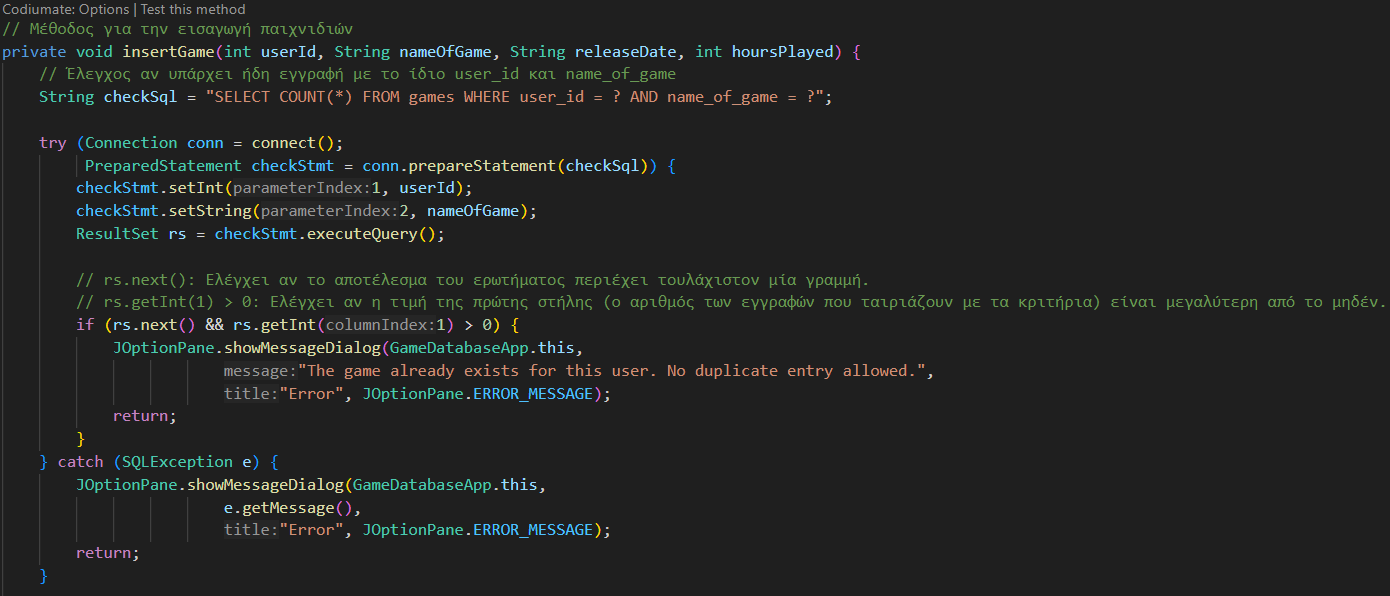 Codiumate: Options | Test this method
// Μέθοδος για την εισαγωγή παιχνιδιών
private void insertGame(int userId, String nameOfGame, String releaseDate, int hoursPlayed) {
// Έλεγχος αν υπάρχει ήδη εγγραφή με το ίδιο user_id και name_of_game
String checkSql = "SELECT COUNT(*) FROM games WHERE user_id = ? AND name_of_game = ?";
try (Connection conn = connect();
PreparedStatement checkStmt = conn.prepareStatement(checkSql)) {
checkStmt.setInt(parameterIndex:1, userId);
checkStmt.setString(parameterIndex:2, nameOfGame);
ResultSet rs = checkStmt.executeQuery();
// rs.next(): Ελέγχει αν το αποτέλεσμα του ερωτήματος περιέχει τουλάχιστον μία γραμμή.
// rs.getInt(1) > 0: Ελέγχει αν η τιμή της πρώτης στήλης (ο αριθμός των εγγραφών που ταιριάζουν με τα κριτήρια) είναι μεγαλύτερη από το μηδέν.
if (rs.next() && rs.getInt(columnIndex:1) > 0) {
JOptionPane.showMessageDialog(GameDatabaseApp.this,
message:"The game already exists for this user. No duplicate entry allowed.",
title:"Error", JOptionPane.ERROR_MESSAGE);
return;
}
} catch (SQLException e) {
JOptionPane.showMessageDialog(GameDatabaseApp.this,
e.getMessage(),
title:"Error", JOptionPane.ERROR_MESSAGE);
return;
}